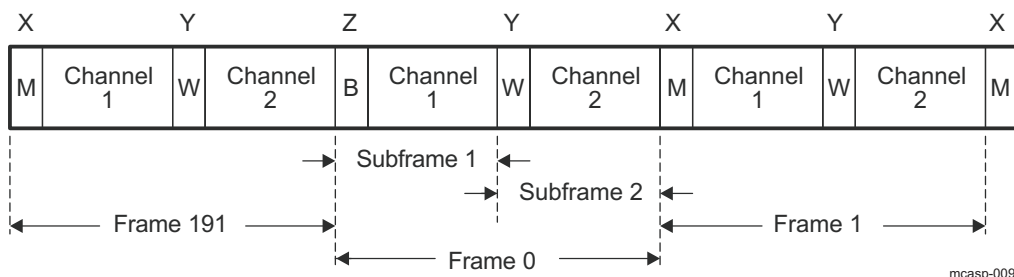 X Y Z Y X Y X
M Channel 1 W Channel 2 B Channel 1 W Channel 2 M Channel 1 W Channel 2 M
Subframe 1
Subframe 2
Frame 191 Frame 1
Frame 0
mcasp-009